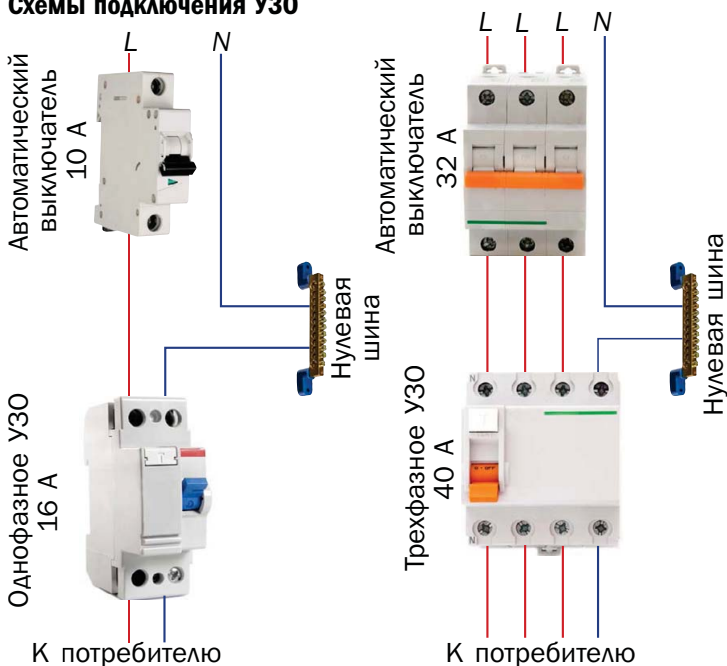 Схемы подключения УЗО
L
N
Автоматический
выключатель
10 А
Нулевая
шина
Однофазное УЗО
16 А
К потребителю
L
L
L
N
Автоматический
выключатель
32 А
Нулевая шина
Трехфазное УЗО
40 А
N
N
К потребителю